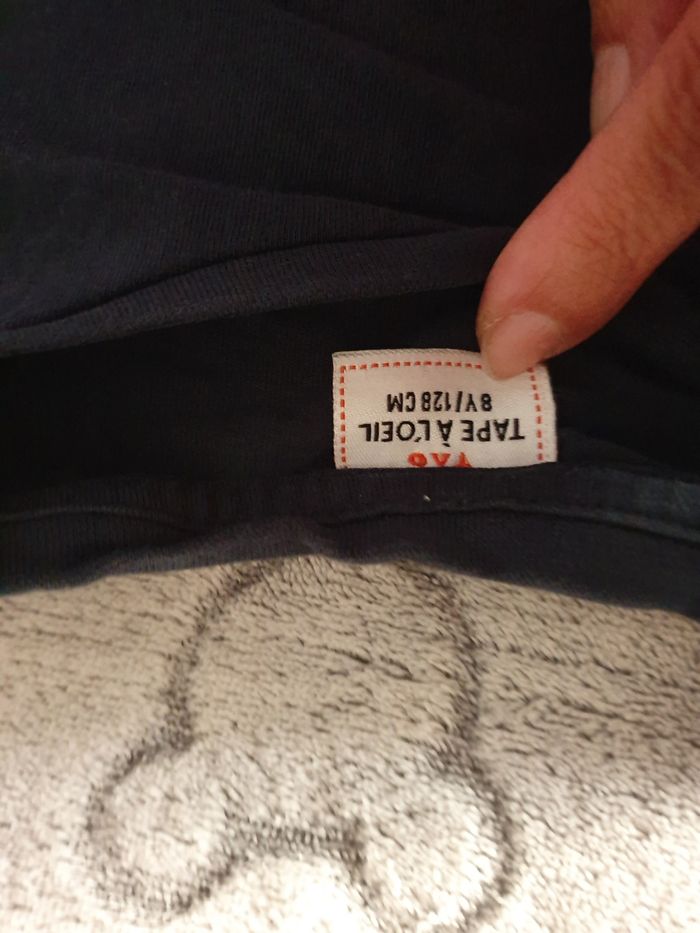 TAO
TAPE À L'OEIL
8Y/128 CM